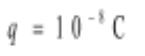 q = 10⁻⁸ C